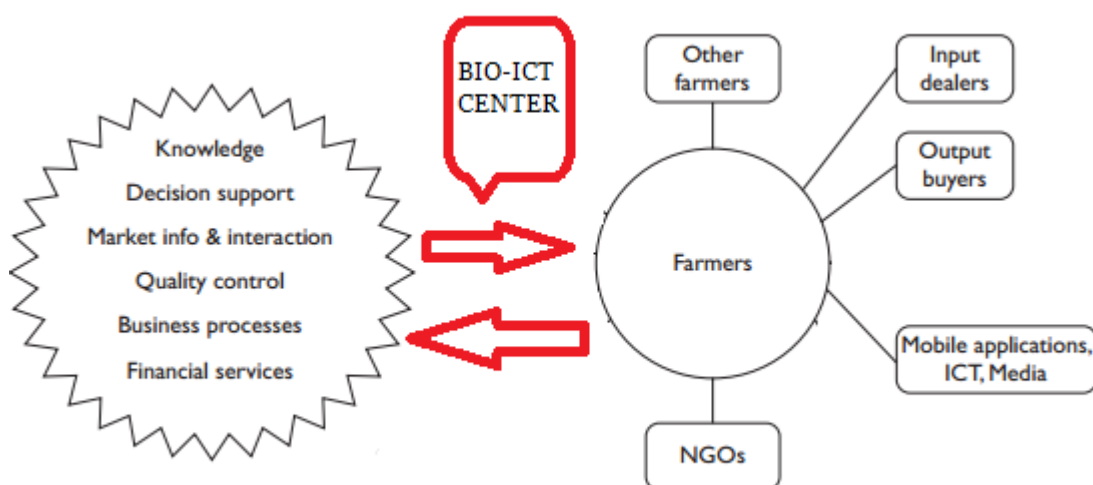 Knowledge
Decision support
Market info & interaction
Quality control
Business processes
Financial services
BIO-ICT
CENTER
Other
farmers
Input
dealers
Output
buyers
Farmers
Mobile applications,
ICT, Media
NGOs